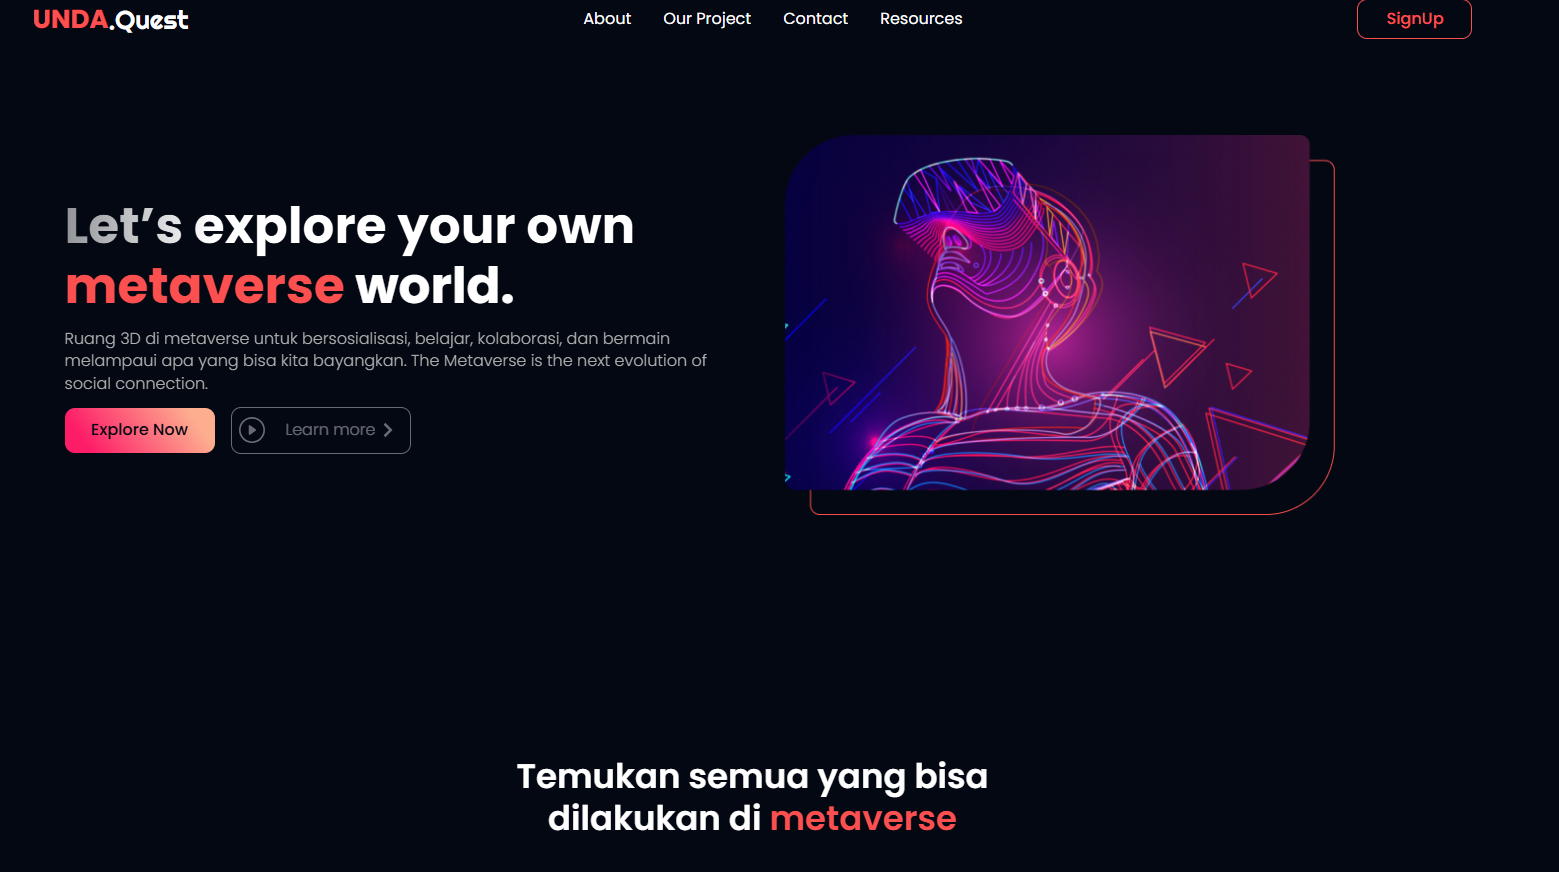 UNDA.Quest
About
Our Project
Contact
Resources
SignUp
Let’s explore your own
metaverse world.
Ruang 3D di metaverse untuk bersosialisasi, belajar, kolaborasi, dan bermain
melampaui apa yang bisa kita bayangkan. The Metaverse is the next evolution of
social connection.
Explore Now
Learn more
Temukan semua yang bisa
dilakukan di metaverse